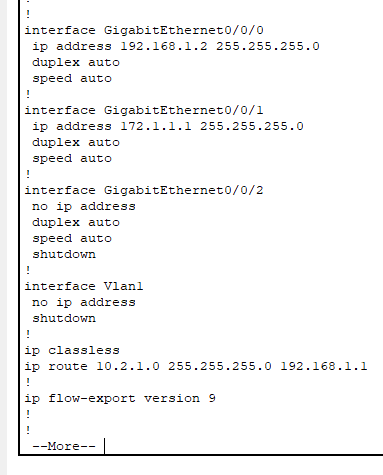 !
!
interface GigabitEthernet0/0/0
 ip address 192.168.1.2 255.255.255.0
 duplex auto
 speed auto
!
interface GigabitEthernet0/0/1
 ip address 172.1.1.1 255.255.255.0
 duplex auto
 speed auto
!
interface GigabitEthernet0/0/2
 no ip address
 duplex auto
 speed auto
 shutdown
!
interface Vlan1
 no ip address
 shutdown
!
ip classless
ip route 10.2.1.0 255.255.255.0 192.168.1.1
!
ip flow-export version 9
!
!
 --More--